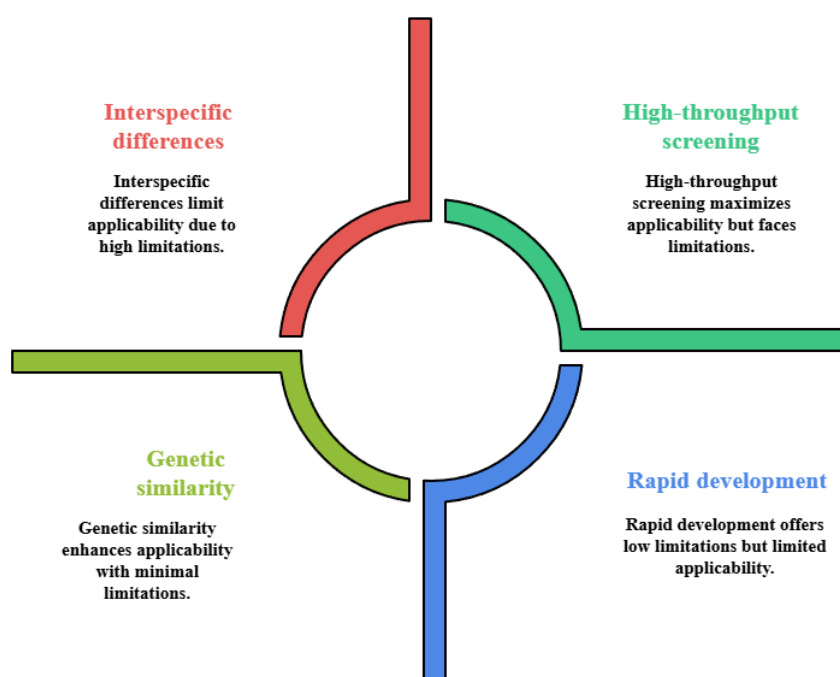 Interspecific
differences
Interspecific
differences limit
applicability due to
high limitations.
High-throughput
screening
High-throughput
screening maximizes
applicability but faces
limitations.
Genetic
similarity
Genetic similarity
enhances applicability
with minimal
limitations.
Rapid development
Rapid development offers
low limitations but limited
applicability.